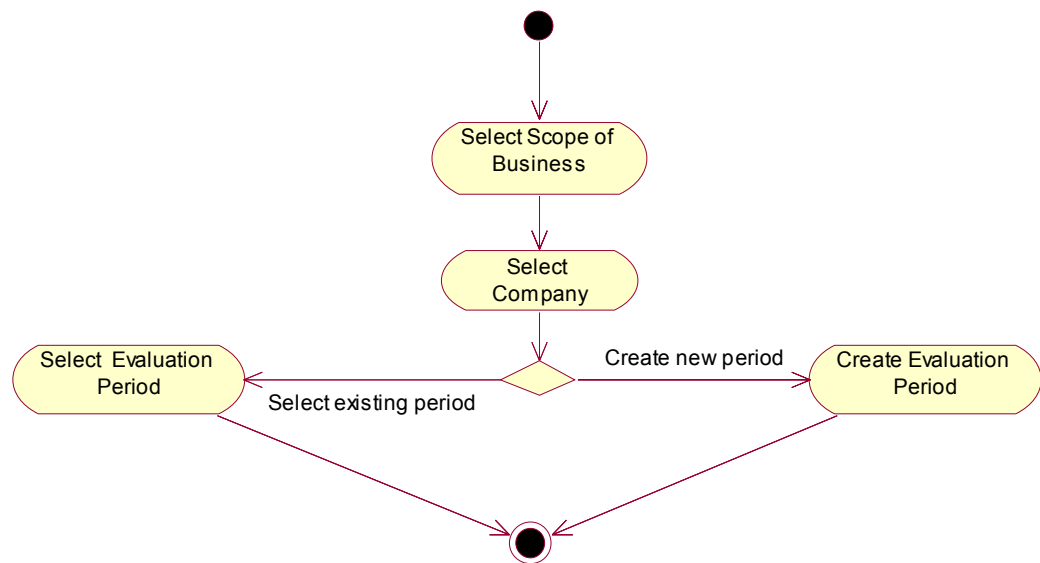 Select Scope of
Business
Select
Company
Select Evaluation
Period
Select existing period
Create new period
Create Evaluation
Period